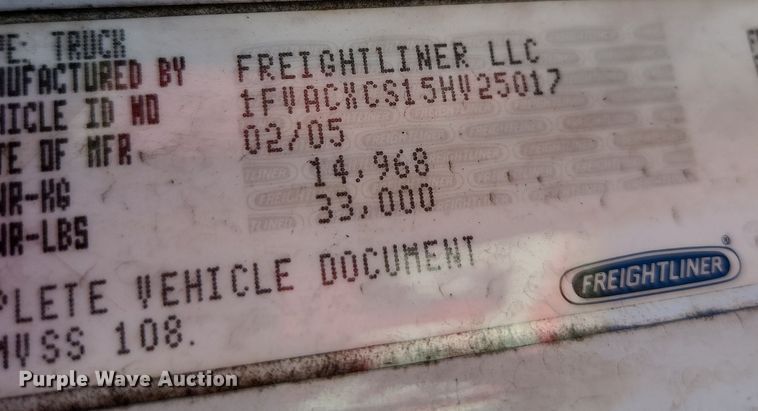 PE: TRUCK
NUFACTURED BY FREIGHTLINER LLC
HICLE ID NO 1FVACXCS15HV25017
TE OF MFR 02/05
WR-KG 14,968
WR-LBS 33,000
PLETE VEHICLE DOCUMENT
MVSS 108.
FREIGHTLINER
Purple Wave Auction